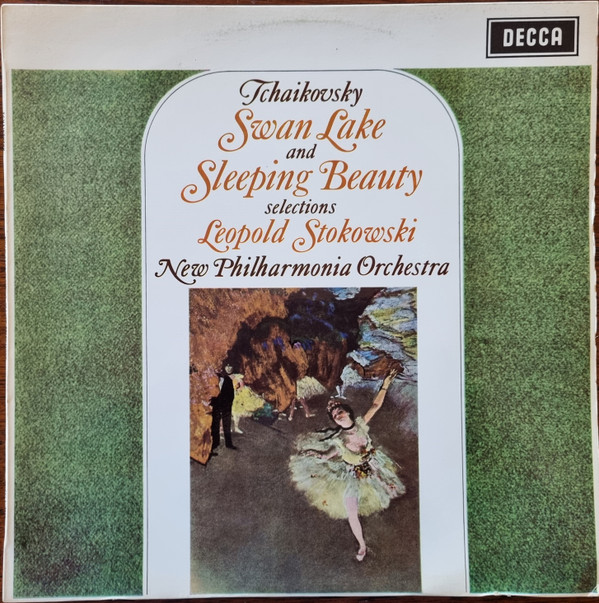 DECCA
Tchaikovsky
Swan Lake
and
Sleeping Beauty
selections
Leopold Stokowski
New Philharmonia Orchestra